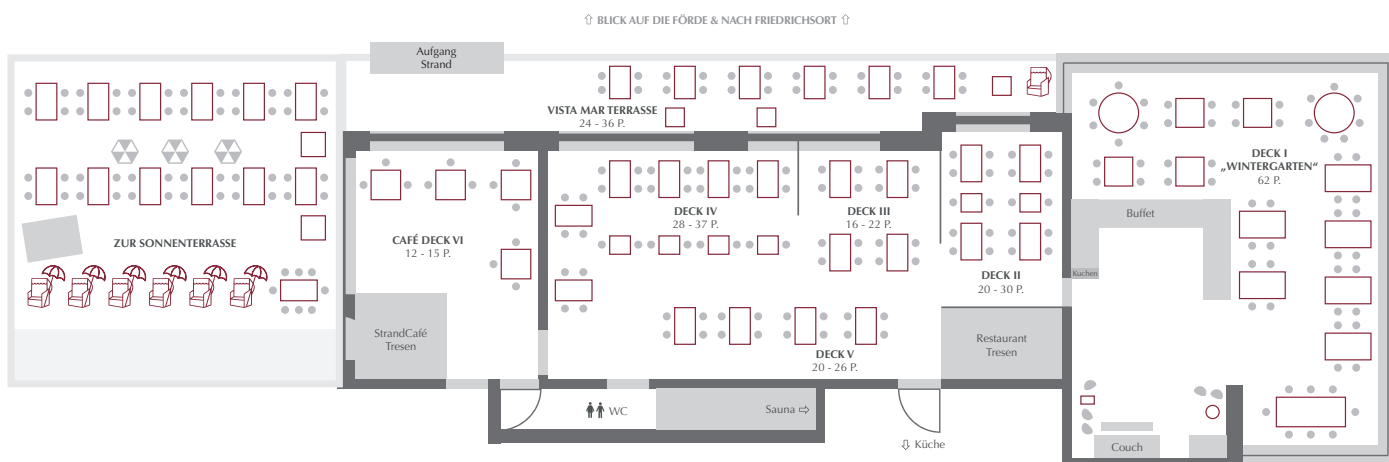 ⇧ BLICK AUF DIE FÖRDE & NACH FRIEDRICHSORT ⇧
Aufgang
Strand
VISTA MAR TERRASSE
24 - 36 P.
DECK I
„WINTERGARTEN“
62 P.
DECK IV
28 - 37 P.
DECK III
16 - 22 P.
Buffet
ZUR SONNENTERRASSE
CAFÉ DECK VI
12 - 15 P.
DECK II
20 - 30 P.
Kuchen
StrandCafé
Tresen
Restaurant
Tresen
DECK V
20 - 26 P.
WC
Sauna ⇨
⇩ Küche
Couch